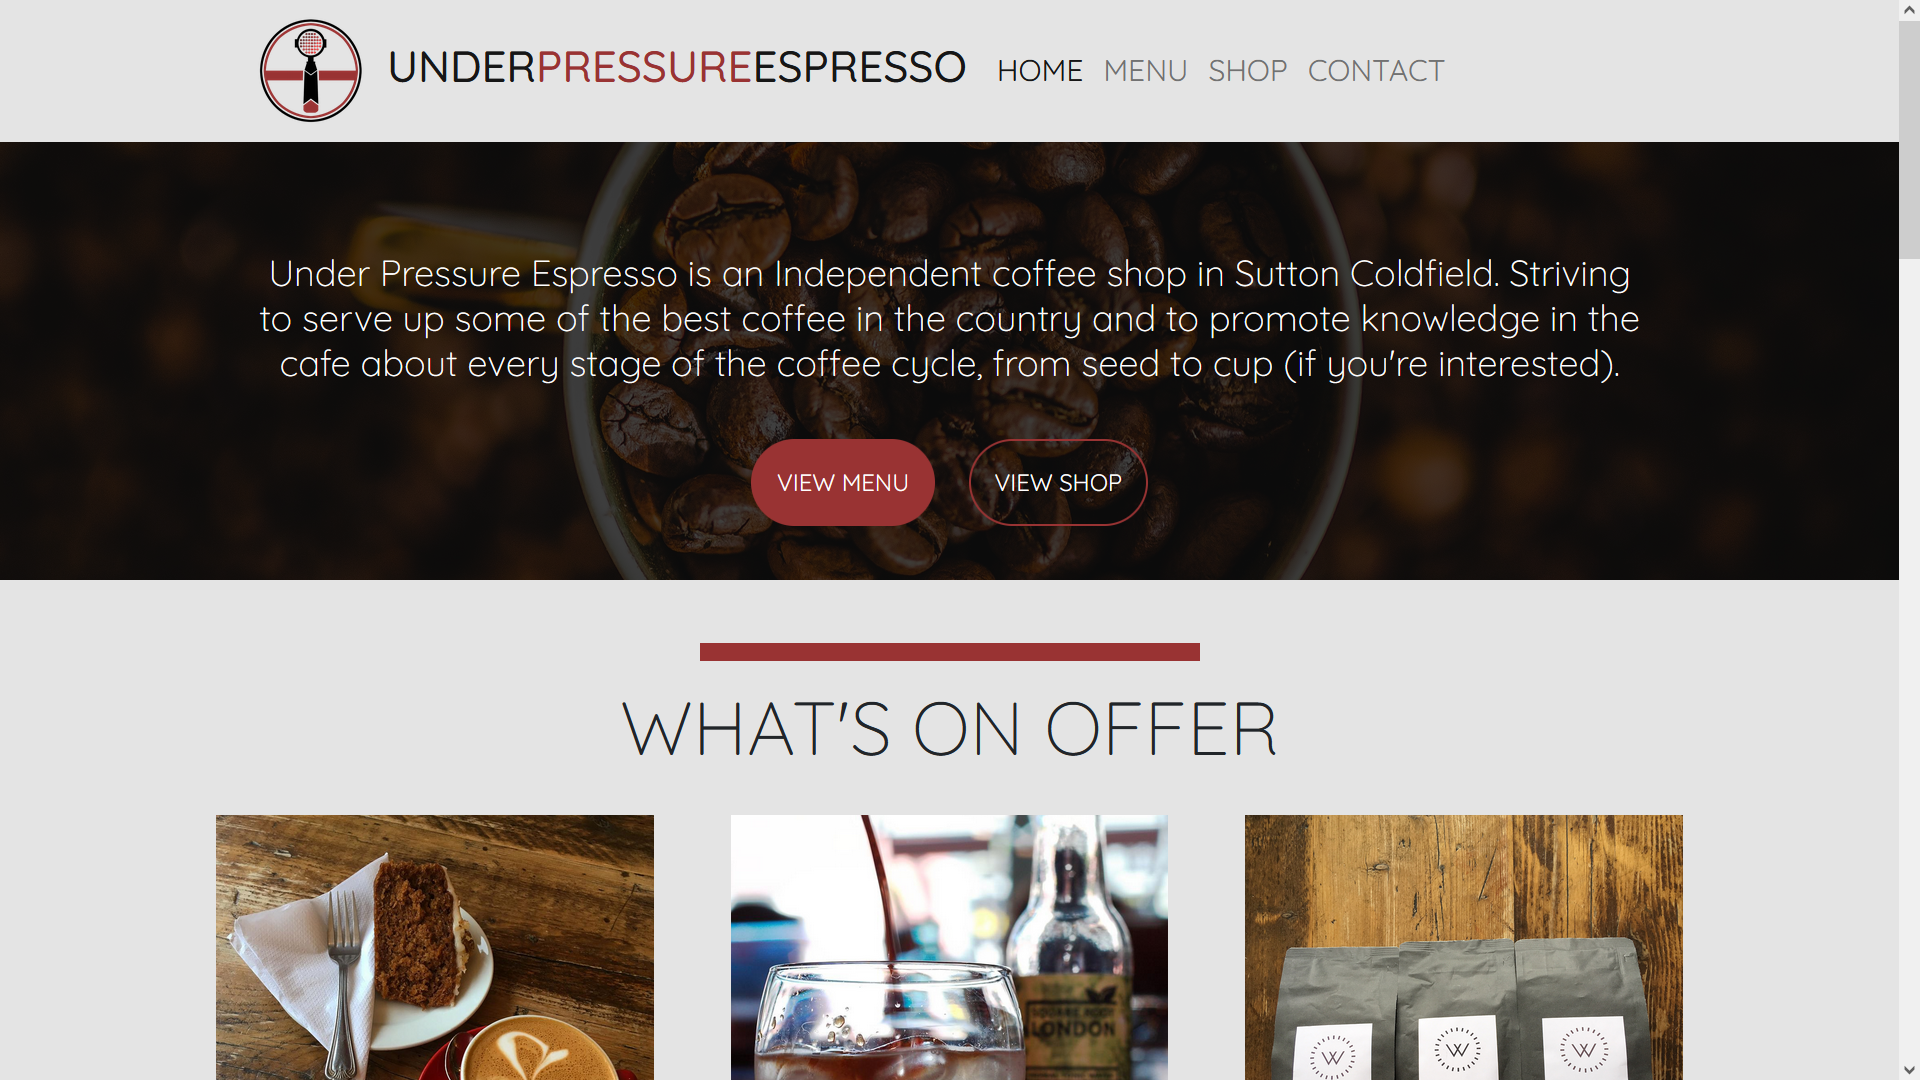 UNDERPRESSUREESPRESSO HOME MENU SHOP CONTACT
Under Pressure Espresso is an Independent coffee shop in Sutton Coldfield. Striving
to serve up some of the best coffee in the country and to promote knowledge in the
cafe about every stage of the coffee cycle, from seed to cup (if you're interested).
VIEW MENU VIEW SHOP
WHAT'S ON OFFER
LONDON
W W W